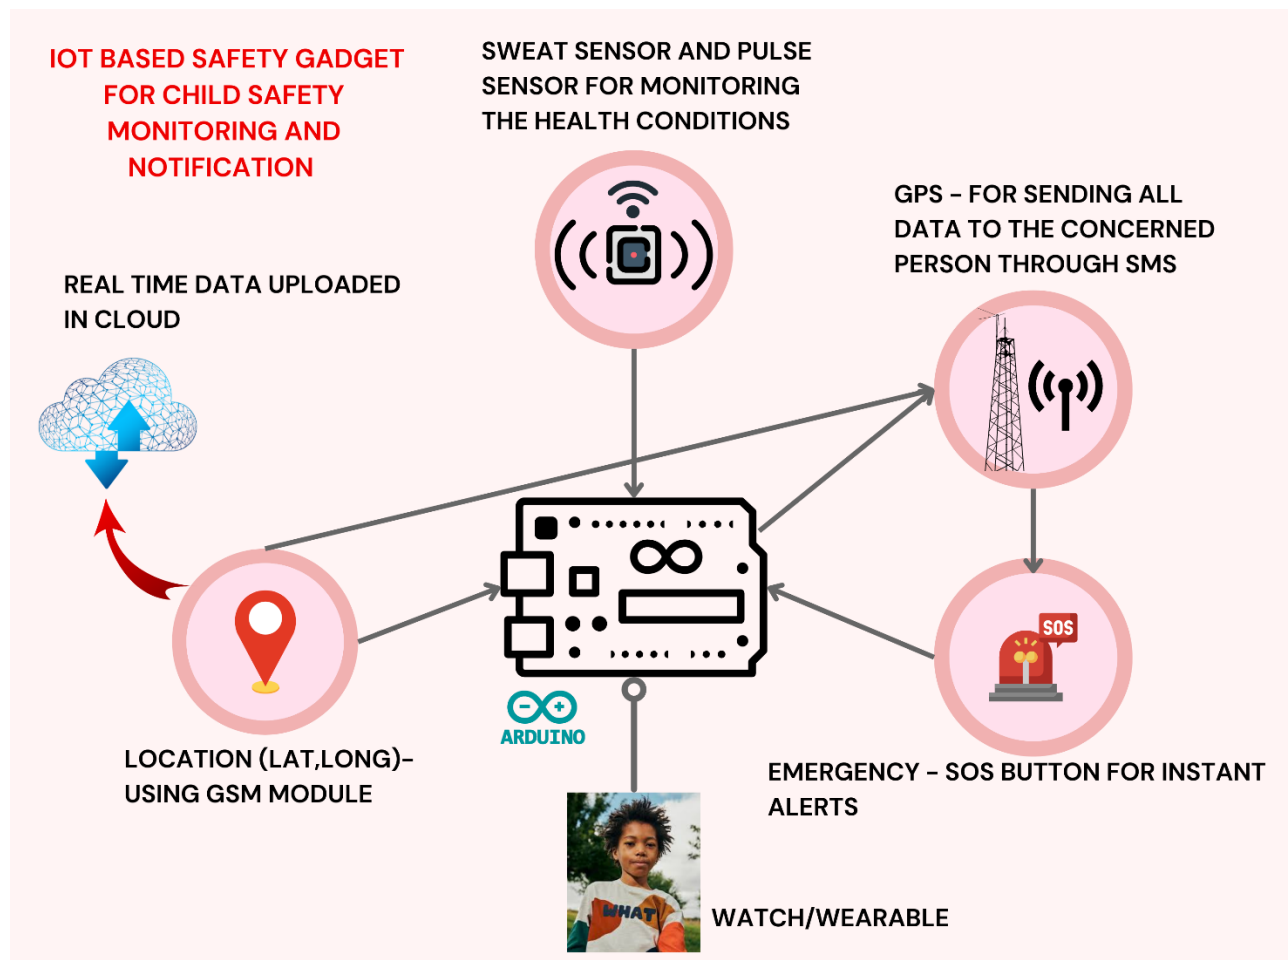 IOT BASED SAFETY GADGET
FOR CHILD SAFETY
MONITORING AND
NOTIFICATION
SWEAT SENSOR AND PULSE
SENSOR FOR MONITORING
THE HEALTH CONDITIONS
GPS - FOR SENDING ALL
DATA TO THE CONCERNED
PERSON THROUGH SMS
REAL TIME DATA UPLOADED
IN CLOUD
SOS
ARDUINO
LOCATION (LAT,LONG)-
USING GSM MODULE
EMERGENCY - SOS BUTTON FOR INSTANT
ALERTS
WHAT
WATCH/WEARABLE